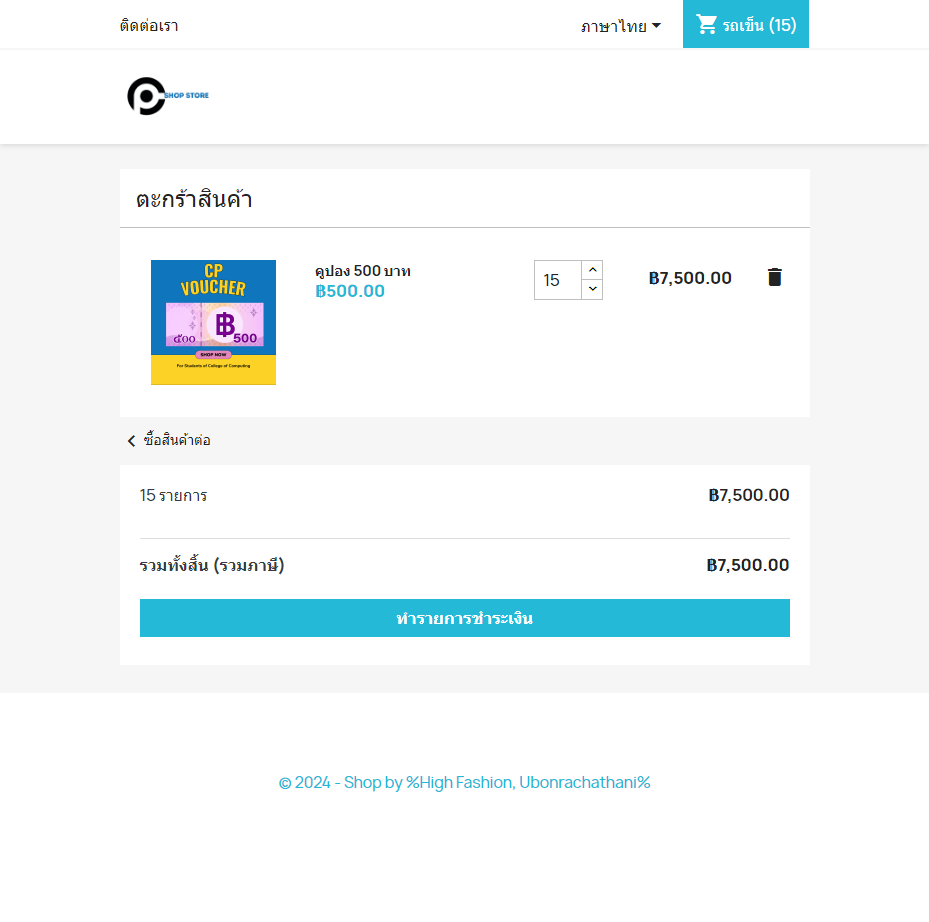 ติดต่อเรา
ภาษาไทย
รถเข็น (15)
SHOP STORE
ตะกร้าสินค้า
CP
VOUCHER
฿
๕๐๐
500
SHOP NOW
For Students of College of Computing
คูปอง 500 บาท
฿500.00
15
฿7,500.00
ซื้อสินค้าต่อ
15 รายการ
฿7,500.00
รวมทั้งสิ้น (รวมภาษี)
฿7,500.00
ทำรายการชำระเงิน
© 2024 - Shop by %High Fashion, Ubonrachathani%